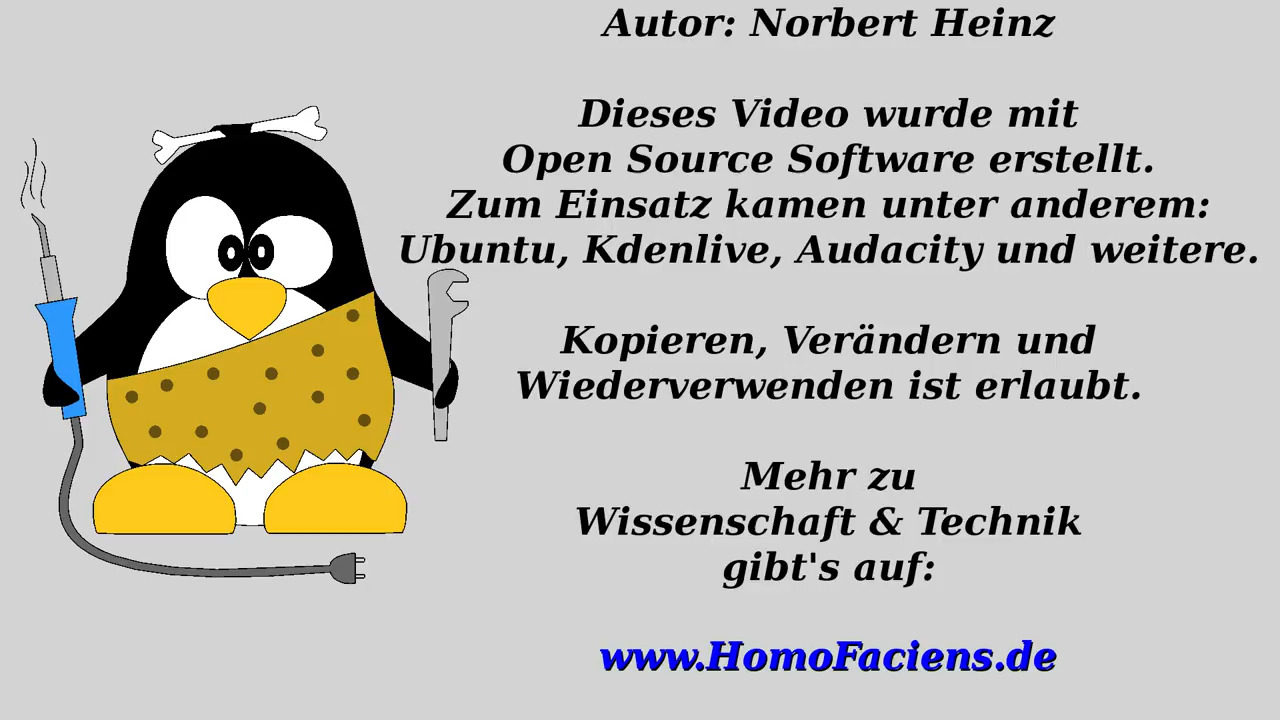 Autor: Norbert Heinz
Dieses Video wurde mit
Open Source Software erstellt.
Zum Einsatz kamen unter anderem:
Ubuntu, Kdenlive, Audacity und weitere.
Kopieren, Verändern und
Wiederverwenden ist erlaubt.
Mehr zu
Wissenschaft & Technik
gibt's auf:
www.HomoFaciens.de